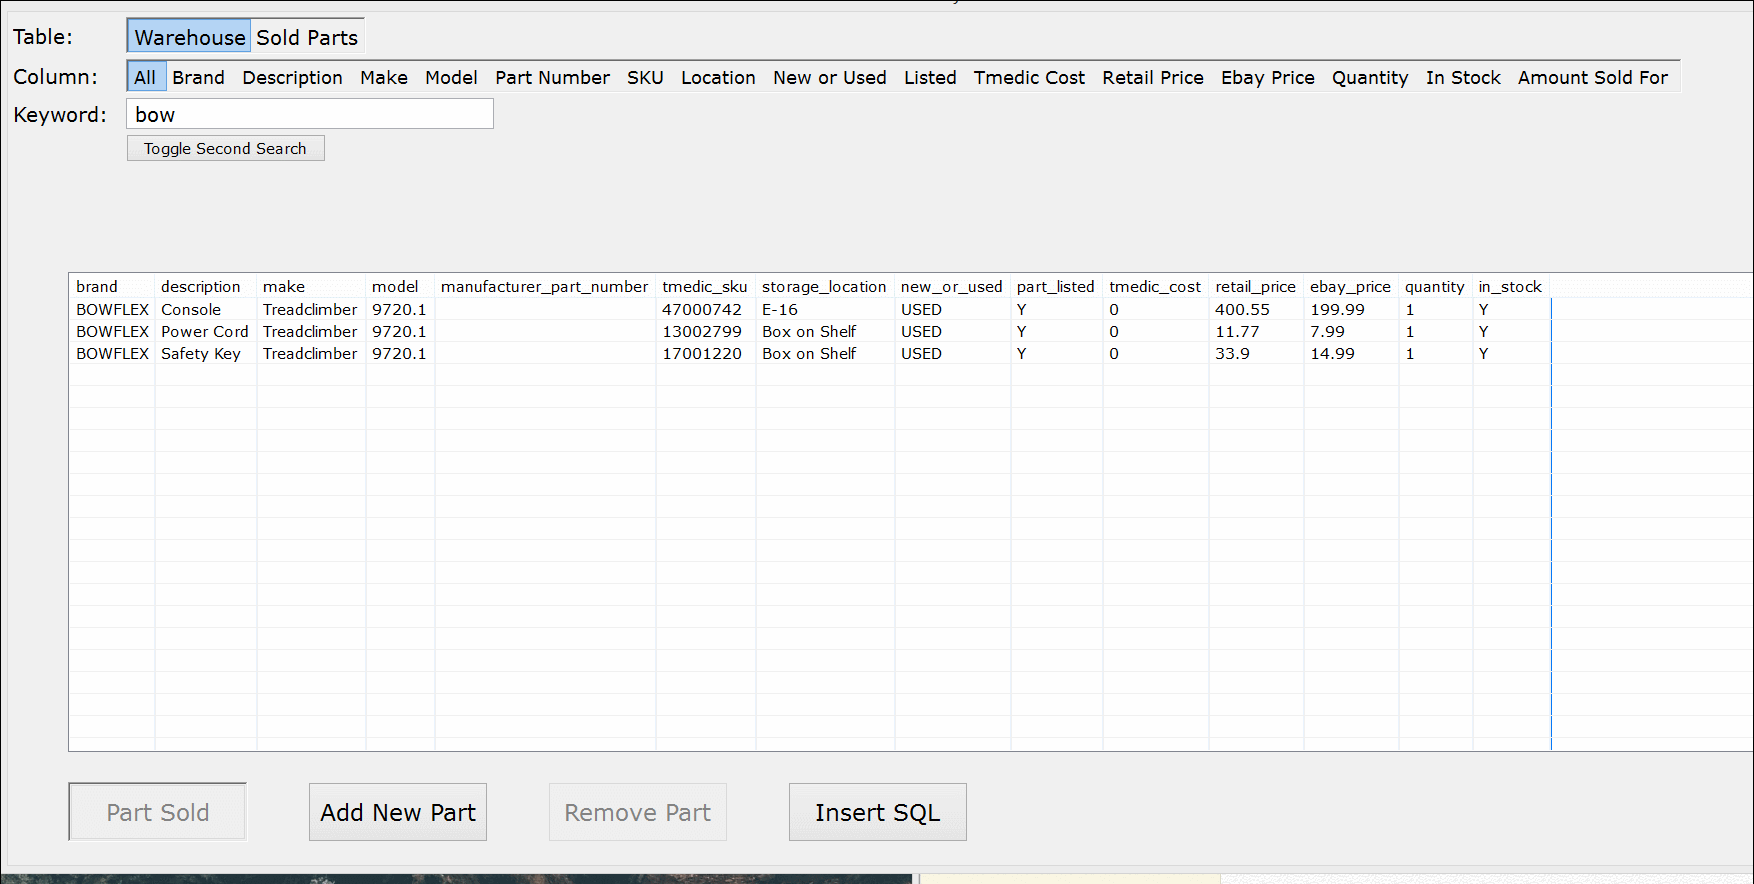 Table: Warehouse Sold Parts
Column: All Brand Description Make Model Part Number SKU Location New or Used Listed Tmedic Cost Retail Price Ebay Price Quantity In Stock Amount Sold For
Keyword: bow
Toggle Second Search
brand description make model manufacturer_part_number tmedic_sku storage_location new_or_used part_listed tmedic_cost retail_price ebay_price quantity in_stock
BOWFLEX Console Treadclimber 9720.1 47000742 E-16 USED Y 0 400.55 199.99 1 Y
BOWFLEX Power Cord Treadclimber 9720.1 13002799 Box on Shelf USED Y 0 11.77 7.99 1 Y
BOWFLEX Safety Key Treadclimber 9720.1 17001220 Box on Shelf USED Y 0 33.9 14.99 1 Y
Part Sold Add New Part Remove Part Insert SQL